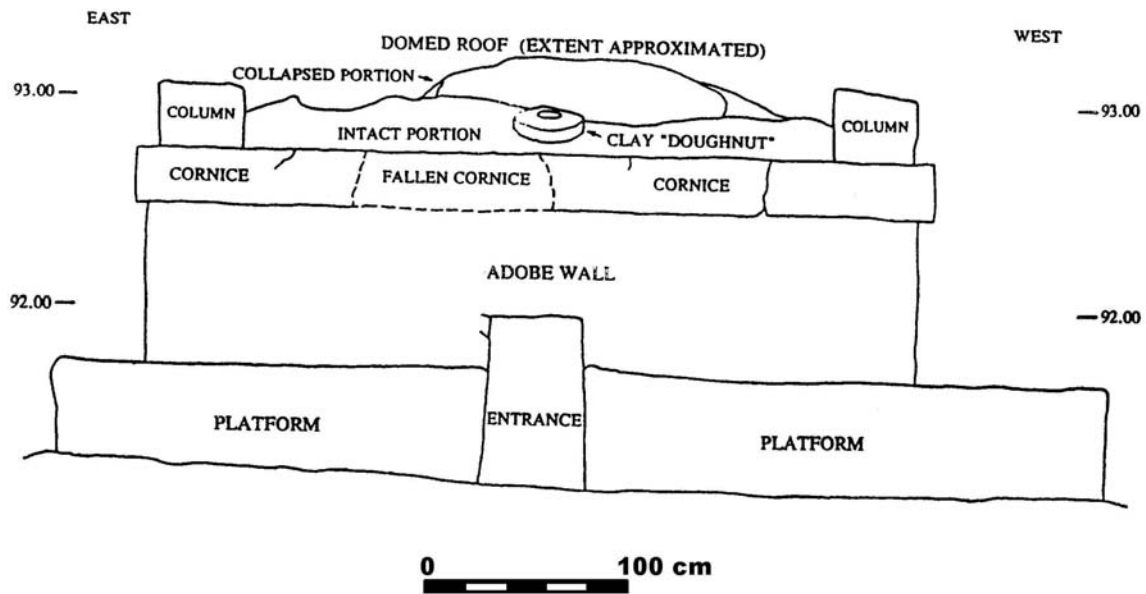 EAST
WEST
DOMED ROOF (EXTENT APPROXIMATED)
COLLAPSED PORTION
93.00
93.00
COLUMN
COLUMN
INTACT PORTION
CLAY "DOUGHNUT"
CORNICE
FALLEN CORNICE
CORNICE
ADOBE WALL
92.00
92.00
PLATFORM
ENTRANCE
PLATFORM
0 100 cm